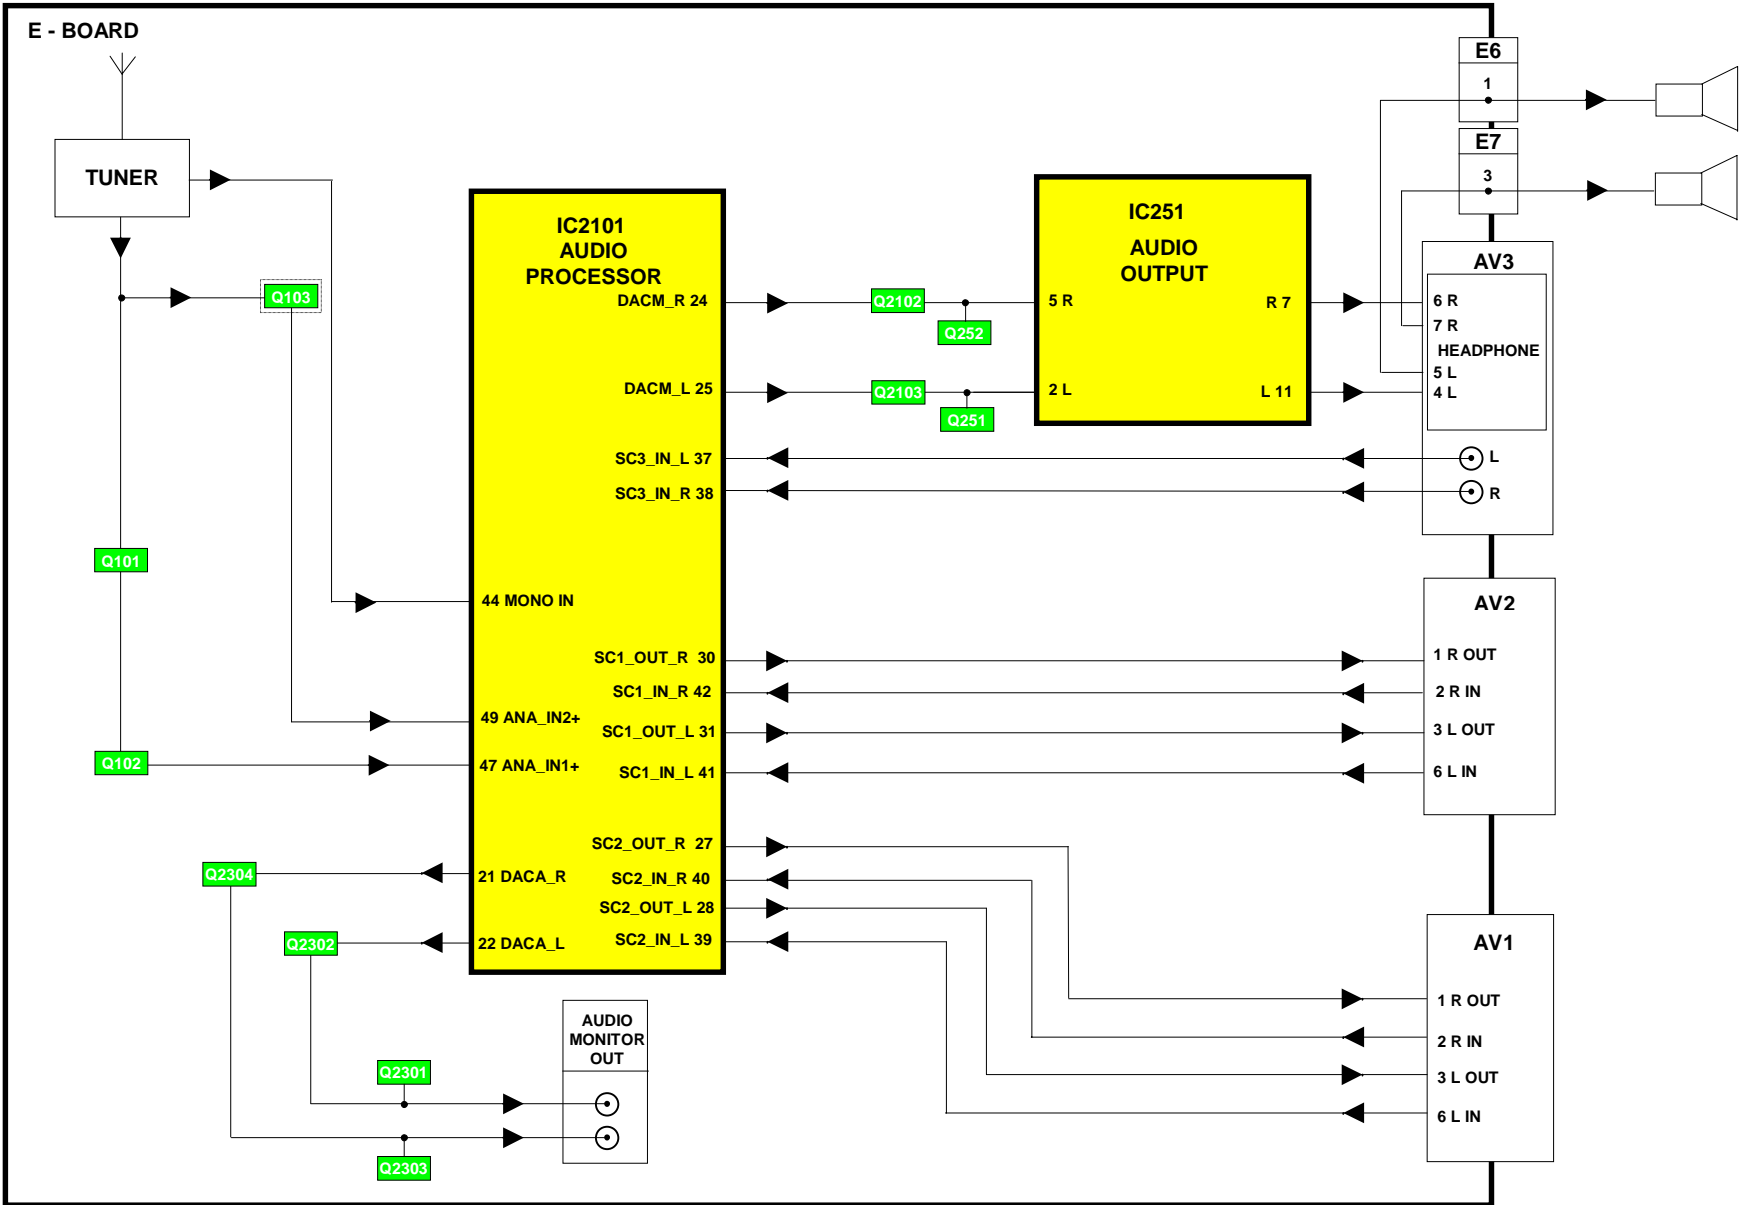 E - BOARD
TUNER
Q103
Q101
Q102
IC2101
AUDIO
PROCESSOR
DACM_R 24
DACM_L 25
SC3_IN_L 37
SC3_IN_R 38
44 MONO IN
SC1_OUT_R 30
SC1_IN_R 42
49 ANA_IN2+
SC1_OUT_L 31
47 ANA_IN1+
SC1_IN_L 41
SC2_OUT_R 27
21 DACA_R
SC2_IN_R 40
SC2_OUT_L 28
22 DACA_L
SC2_IN_L 39
Q2304
Q2302
Q2301
Q2303
AUDIO
MONITOR
OUT
Q2102
Q252
Q2103
Q251
IC251
AUDIO
OUTPUT
5 R
R 7
2 L
L 11
E6
1
E7
3
AV3
6 R
7 R
HEADPHONE
5 L
4 L
L
R
AV2
1 R OUT
2 R IN
3 L OUT
6 L IN
AV1
1 R OUT
2 R IN
3 L OUT
6 L IN